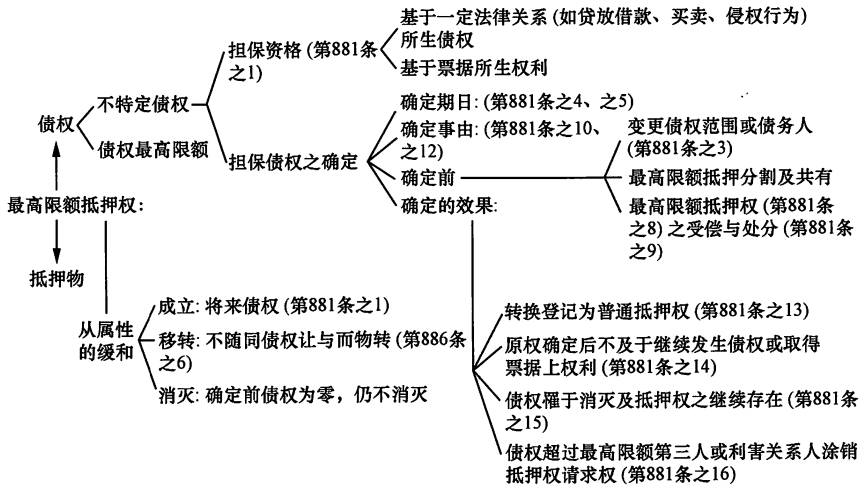 基于一定法律关系 (如贷放借款、买卖、侵权行为)
所生债权
基于票据所生权利
担保资格 (第881条
之1)
不特定债权
债权
债权最高限额
担保债权之确定
确定期日: (第881条之4、之5)
确定事由: (第881条之10、
之12)
确定前
确定的效果:
变更债权范围或债务人
(第881条之3)
最高限额抵押分割及共有
最高限额抵押权 (第881条
之8) 之受偿与处分 (第881条
之9)
最高限额抵押权:
抵押物
从属性
的缓和
成立: 将来债权 (第881条之1)
移转: 不随同债权让与而物转 (第886条
之6)
消灭: 确定前债权为零，仍不消灭
转换登记为普通抵押权 (第881条之13)
原权确定后不及于继续发生债权或取得
票据上权利 (第881条之14)
债权罹于消灭及抵押权之继续存在 (第881条
之15)
债权超过最高限额第三人或利害关系人涂销
抵押权请求权 (第881条之16)